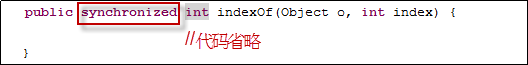 public synchronized int indexOf(Object o, int index) {
//代码省略
}